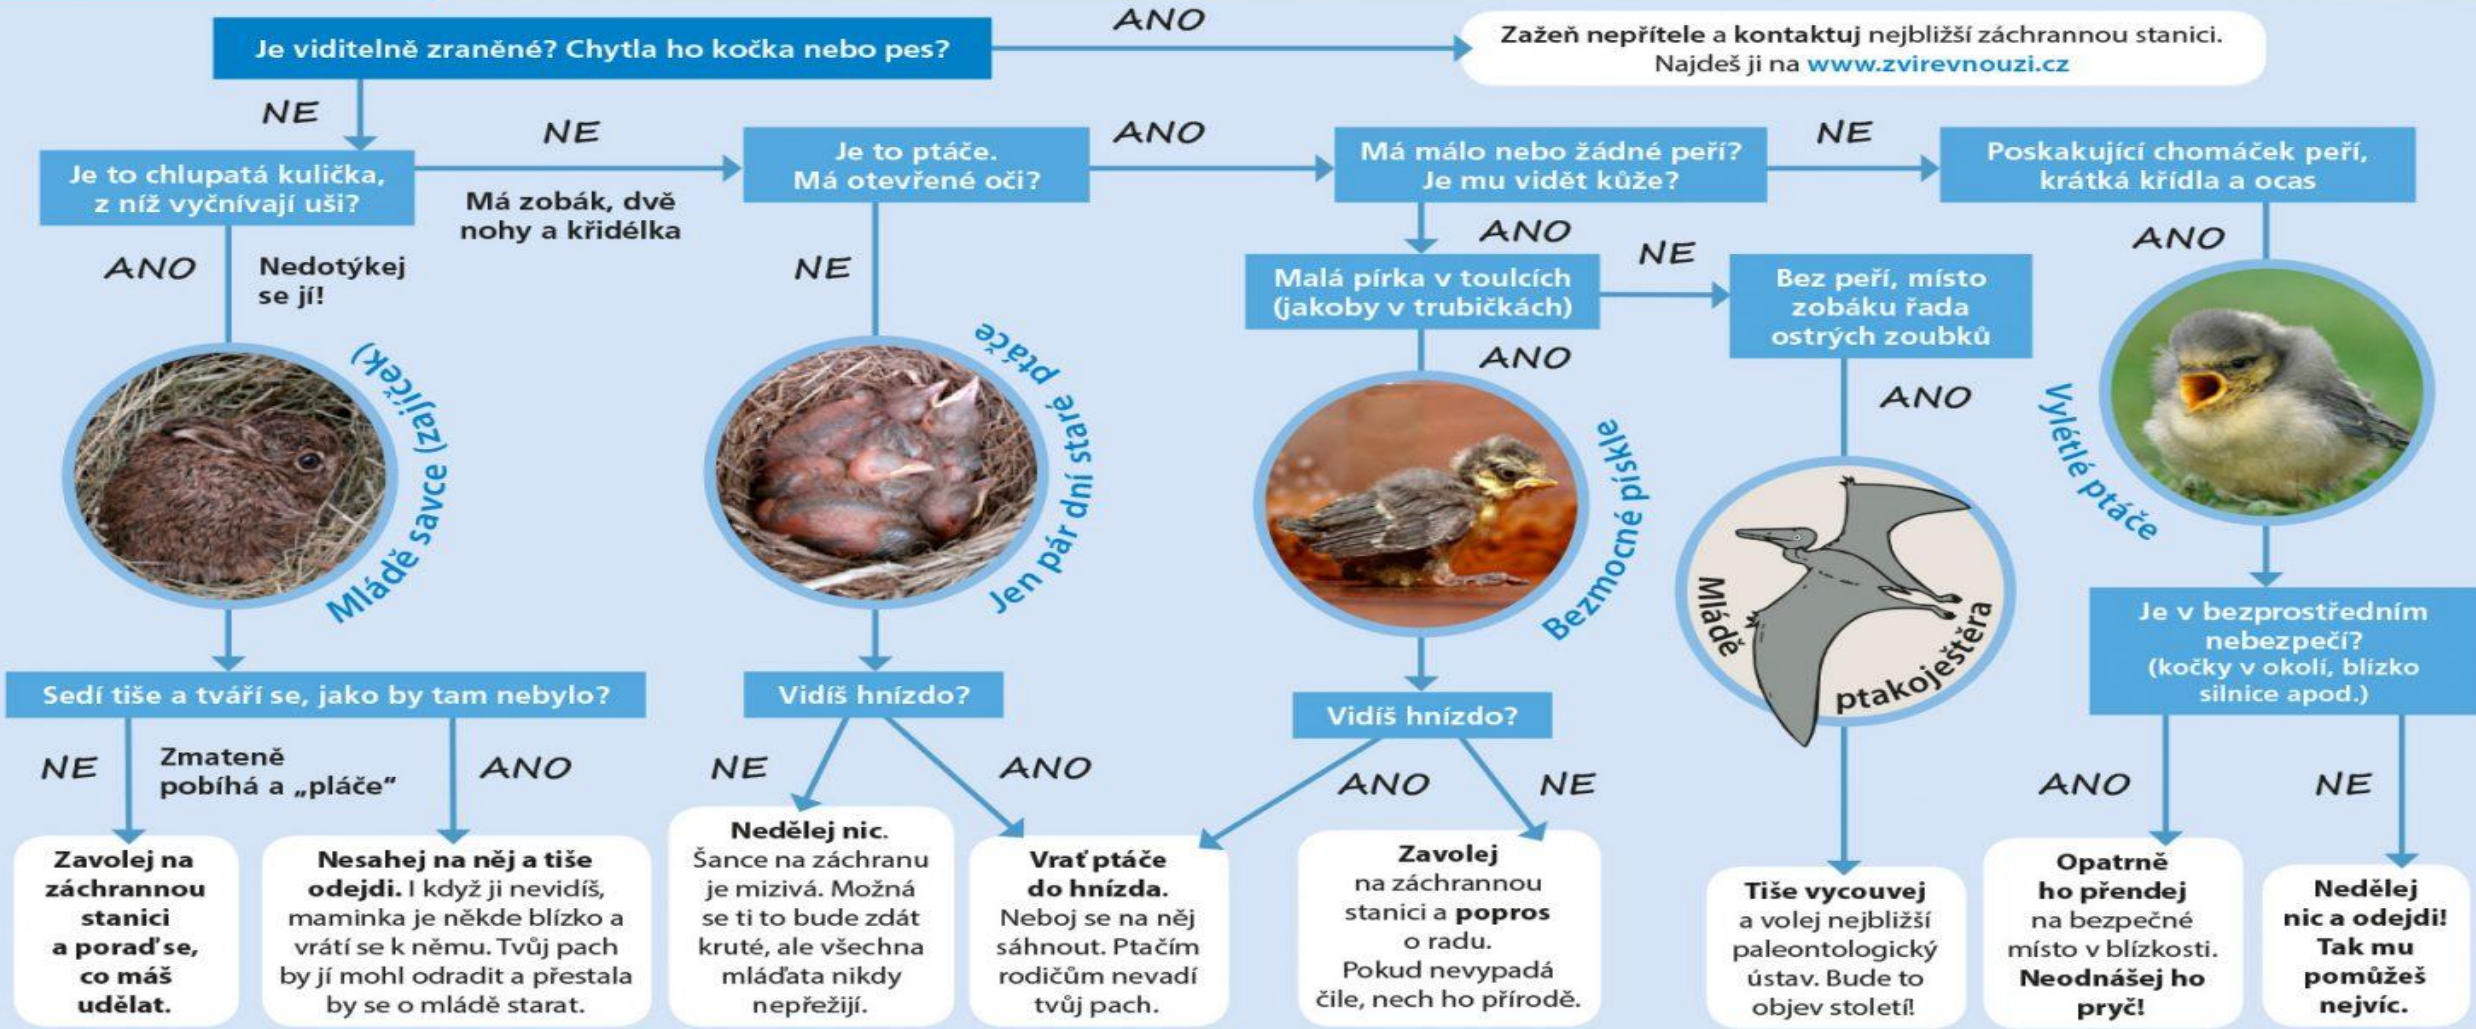 Je viditelně zraněné? Chytla ho kočka nebo pes?
ANO
Zažeň nepřítele a kontaktuj nejbližší záchrannou stanici.
Najdeš ji na www.zvirevnouzi.cz
NE
Je to chlupatá kulička,
z níž vyčnívají uši?
NE
Má zobák, dvě
nohy a křidélka
Je to ptáče.
Má otevřené oči?
ANO
Má málo nebo žádné peří?
Je mu vidět kůže?
NE
Poskakující chomáček peří,
krátká křídla a ocas
ANO
Nedotýkej
se jí!
NE
ANO
Malá pírka v toulcích
(jakoby v trubičkách)
NE
Bez peří, místo
zobáku řada
ostrých zoubků
ANO
ANO
ANO
Mládě savce (zajíček)
Jen pár dní staré ptáče
Bezmocné pískle
Mládě
ptakoještěra
Vylétlé ptáče
Sedí tiše a tváří se, jako by tam nebylo?
Vidíš hnízdo?
Vidíš hnízdo?
Je v bezprostředním
nebezpečí?
(kočky v okolí, blízko
silnice apod.)
NE
Zmateně
pobíhá a „pláče“
ANO
NE
ANO
ANO
NE
ANO
NE
Zavolej na
záchrannou
stanici
a poraď se,
co máš
udělat.
Nesahej na něj a tiše
odejdi. I když ji nevidíš,
maminka je někde blízko a
vrátí se k němu. Tvůj pach
by jí mohl odradit a přestala
by se o mládě starat.
Nedělej nic.
Šance na záchranu
je mizivá. Možná
se ti to bude zdát
kruté, ale všechna
mláďata nikdy
nepřežijí.
Vrať ptáče
do hnízda.
Neboj se na něj
sáhnout. Ptačím
rodičům nevadí
tvůj pach.
Zavolej
na záchrannou
stanici a popros
o radu.
Pokud nevypadá
čile, nech ho přírodě.
Tiše vycouvej
a volej nejbližší
paleontologický
ústav. Bude to
objev století!
Opatrně
ho přendej
na bezpečné
místo v blízkosti.
Neodnášej ho
pryč!
Nedělej
nic a odejdi!
Tak mu
pomůžeš
nejvíc.